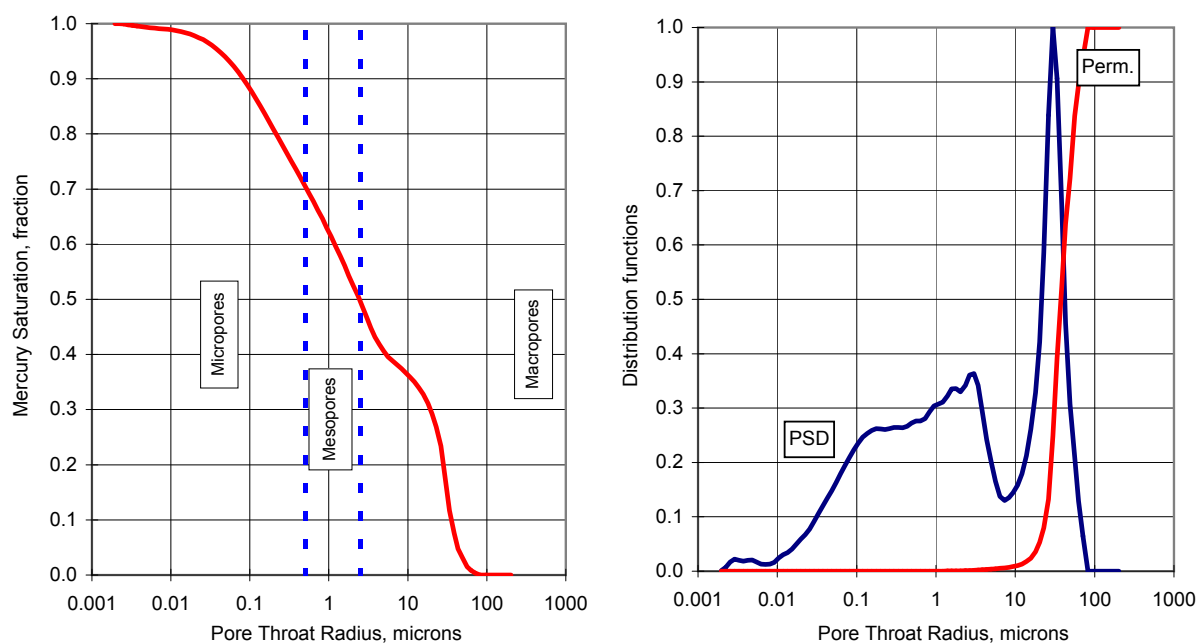 1.0
0.9
0.8
0.7
0.6
0.5
0.4
0.3
0.2
0.1
0.0
Mercury Saturation, fraction
Micropores
Mesopores
Macropores
0.001 0.01 0.1 1 10 100 1000
Pore Throat Radius, microns
1.0
0.9
0.8
0.7
0.6
0.5
0.4
0.3
0.2
0.1
0.0
Distribution functions
Perm.
PSD
0.001 0.01 0.1 1 10 100 1000
Pore Throat Radius, microns